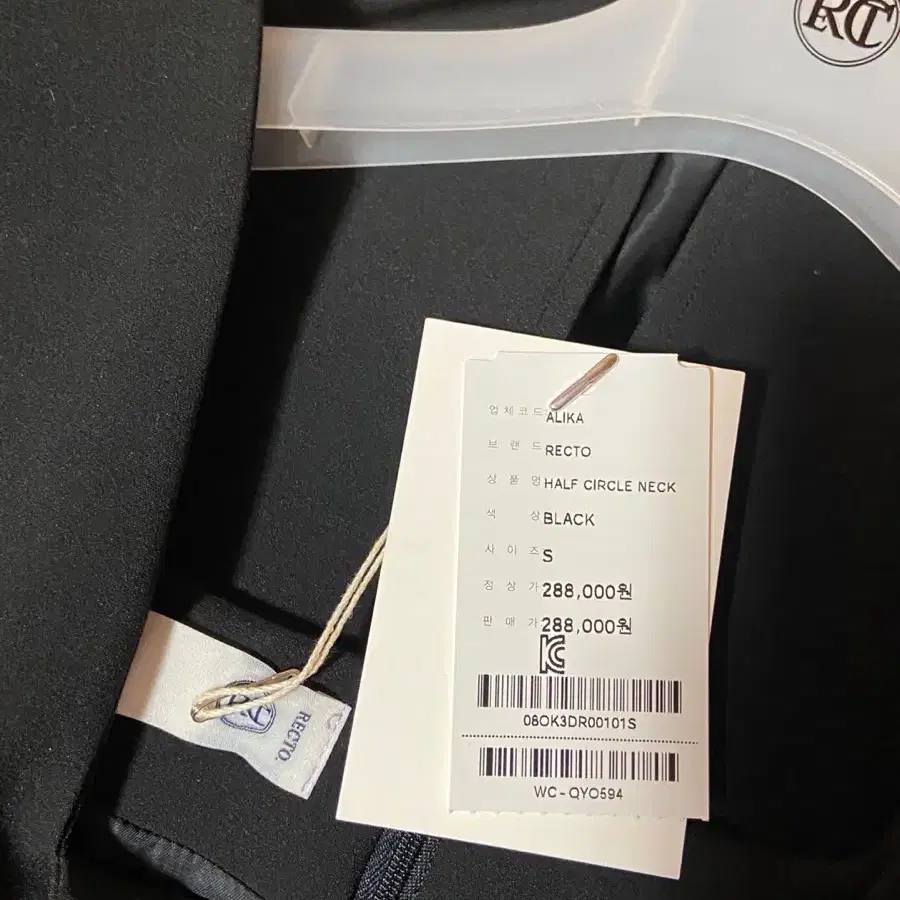 RCT
업체코드 ALIKA
브랜드 RECTO
상품명 HALF CIRCLE NECK
색상 BLACK
사이즈 S
정상가 288,000원
판매가 288,000원
KC
08OK3DR00101S
WC-QYO594
RECTO.